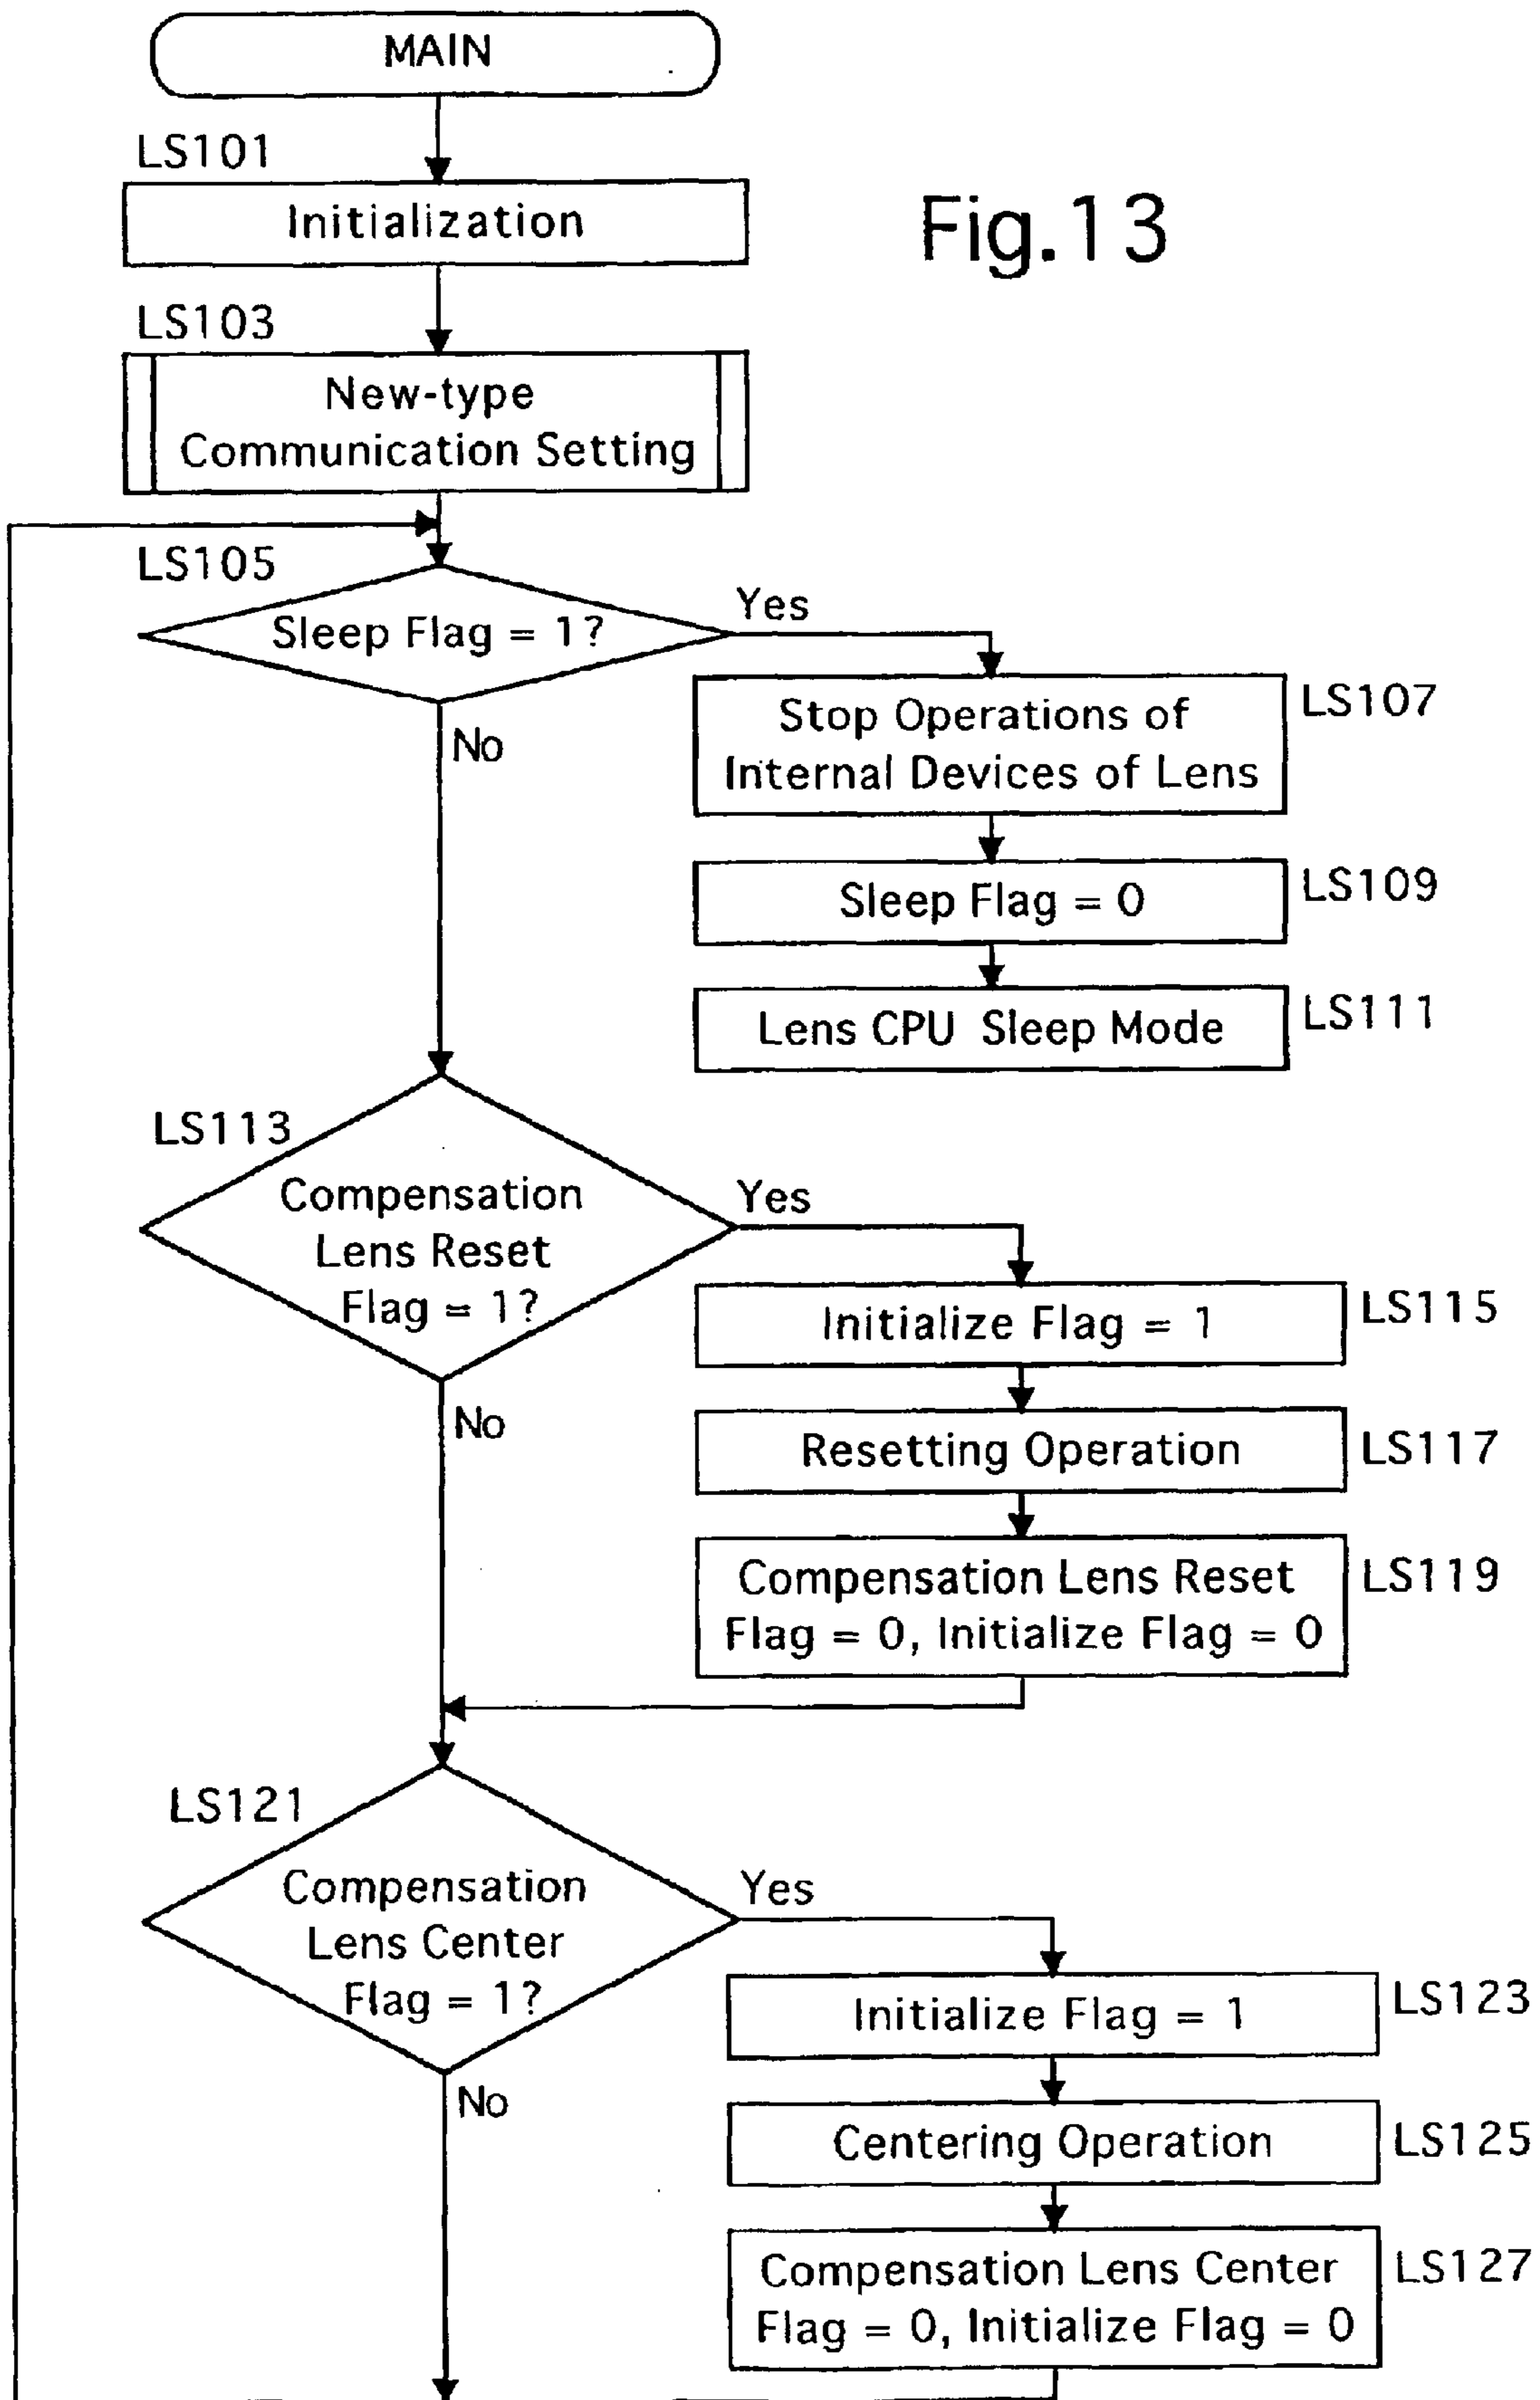 MAIN
LS101
Initialization
Fig.13
LS103
New-type
Communication Setting
LS105
Sleep Flag = 1?
Yes
No
Stop Operations of
Internal Devices of Lens
LS107
Sleep Flag = 0
LS109
Lens CPU Sleep Mode
LS111
LS113
Compensation
Lens Reset
Flag = 1?
Yes
No
Initialize Flag = 1
LS115
Resetting Operation
LS117
Compensation Lens Reset
Flag = 0, Initialize Flag = 0
LS119
LS121
Compensation
Lens Center
Flag = 1?
Yes
No
Initialize Flag = 1
LS123
Centering Operation
LS125
Compensation Lens Center
Flag = 0, Initialize Flag = 0
LS127